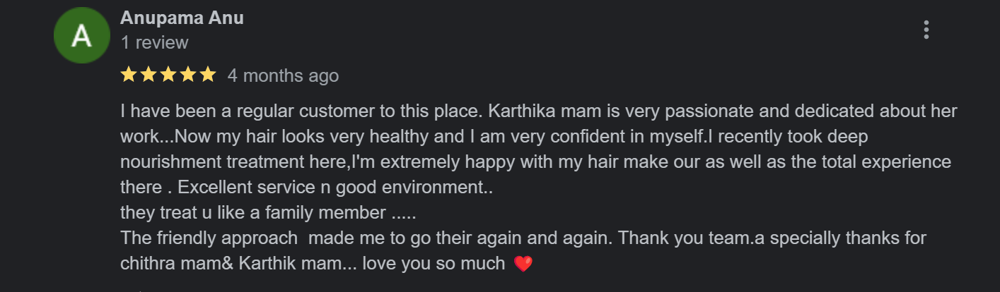 A
Anupama Anu
1 review
4 months ago
I have been a regular customer to this place. Karthika mam is very passionate and dedicated about her
work...Now my hair looks very healthy and I am very confident in myself.I recently took deep
nourishment treatment here,I'm extremely happy with my hair make our as well as the total experience
there . Excellent service n good environment..
they treat u like a family member .....
The friendly approach  made me to go their again and again. Thank you team.a specially thanks for
chithra mam& Karthik mam... love you so much ❤️